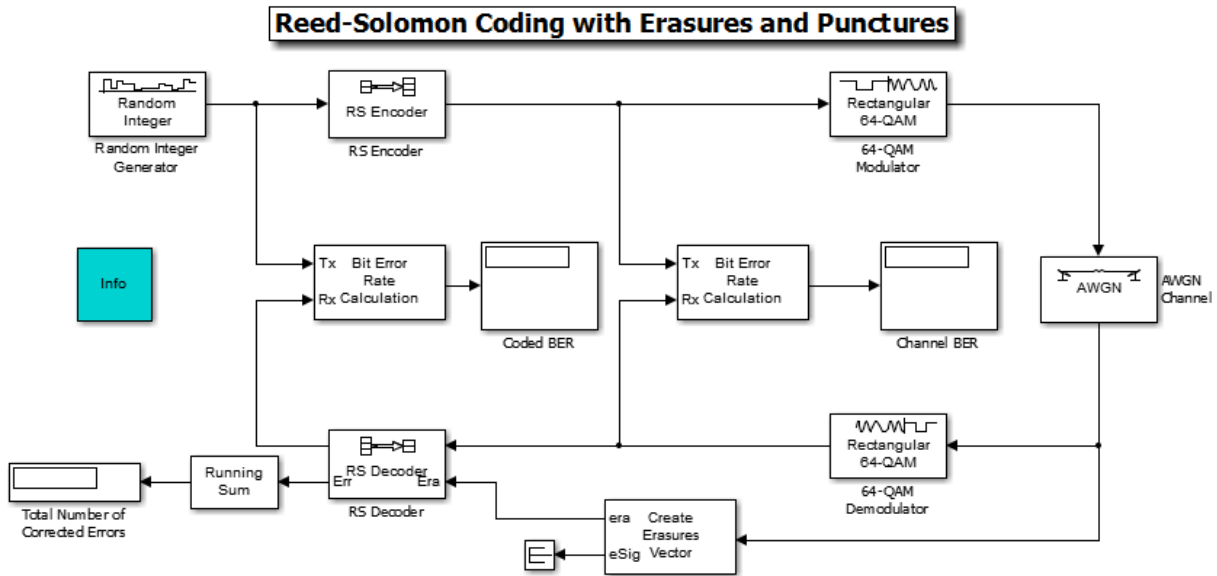 Reed-Solomon Coding with Erasures and Punctures
Random
Integer
Random Integer
Generator
RS Encoder
RS Encoder
Rectangular
64-QAM
64-QAM
Modulator
Info
Tx
Rx
Bit Error
Rate
Calculation
Coded BER
Tx
Rx
Bit Error
Rate
Calculation
Channel BER
AWGN
AWGN
Channel
Total Number of
Corrected Errors
Running
Sum
RS Decoder
Err
Era
RS Decoder
Rectangular
64-QAM
64-QAM
Demodulator
era
eSig
Create
Erasures
Vector